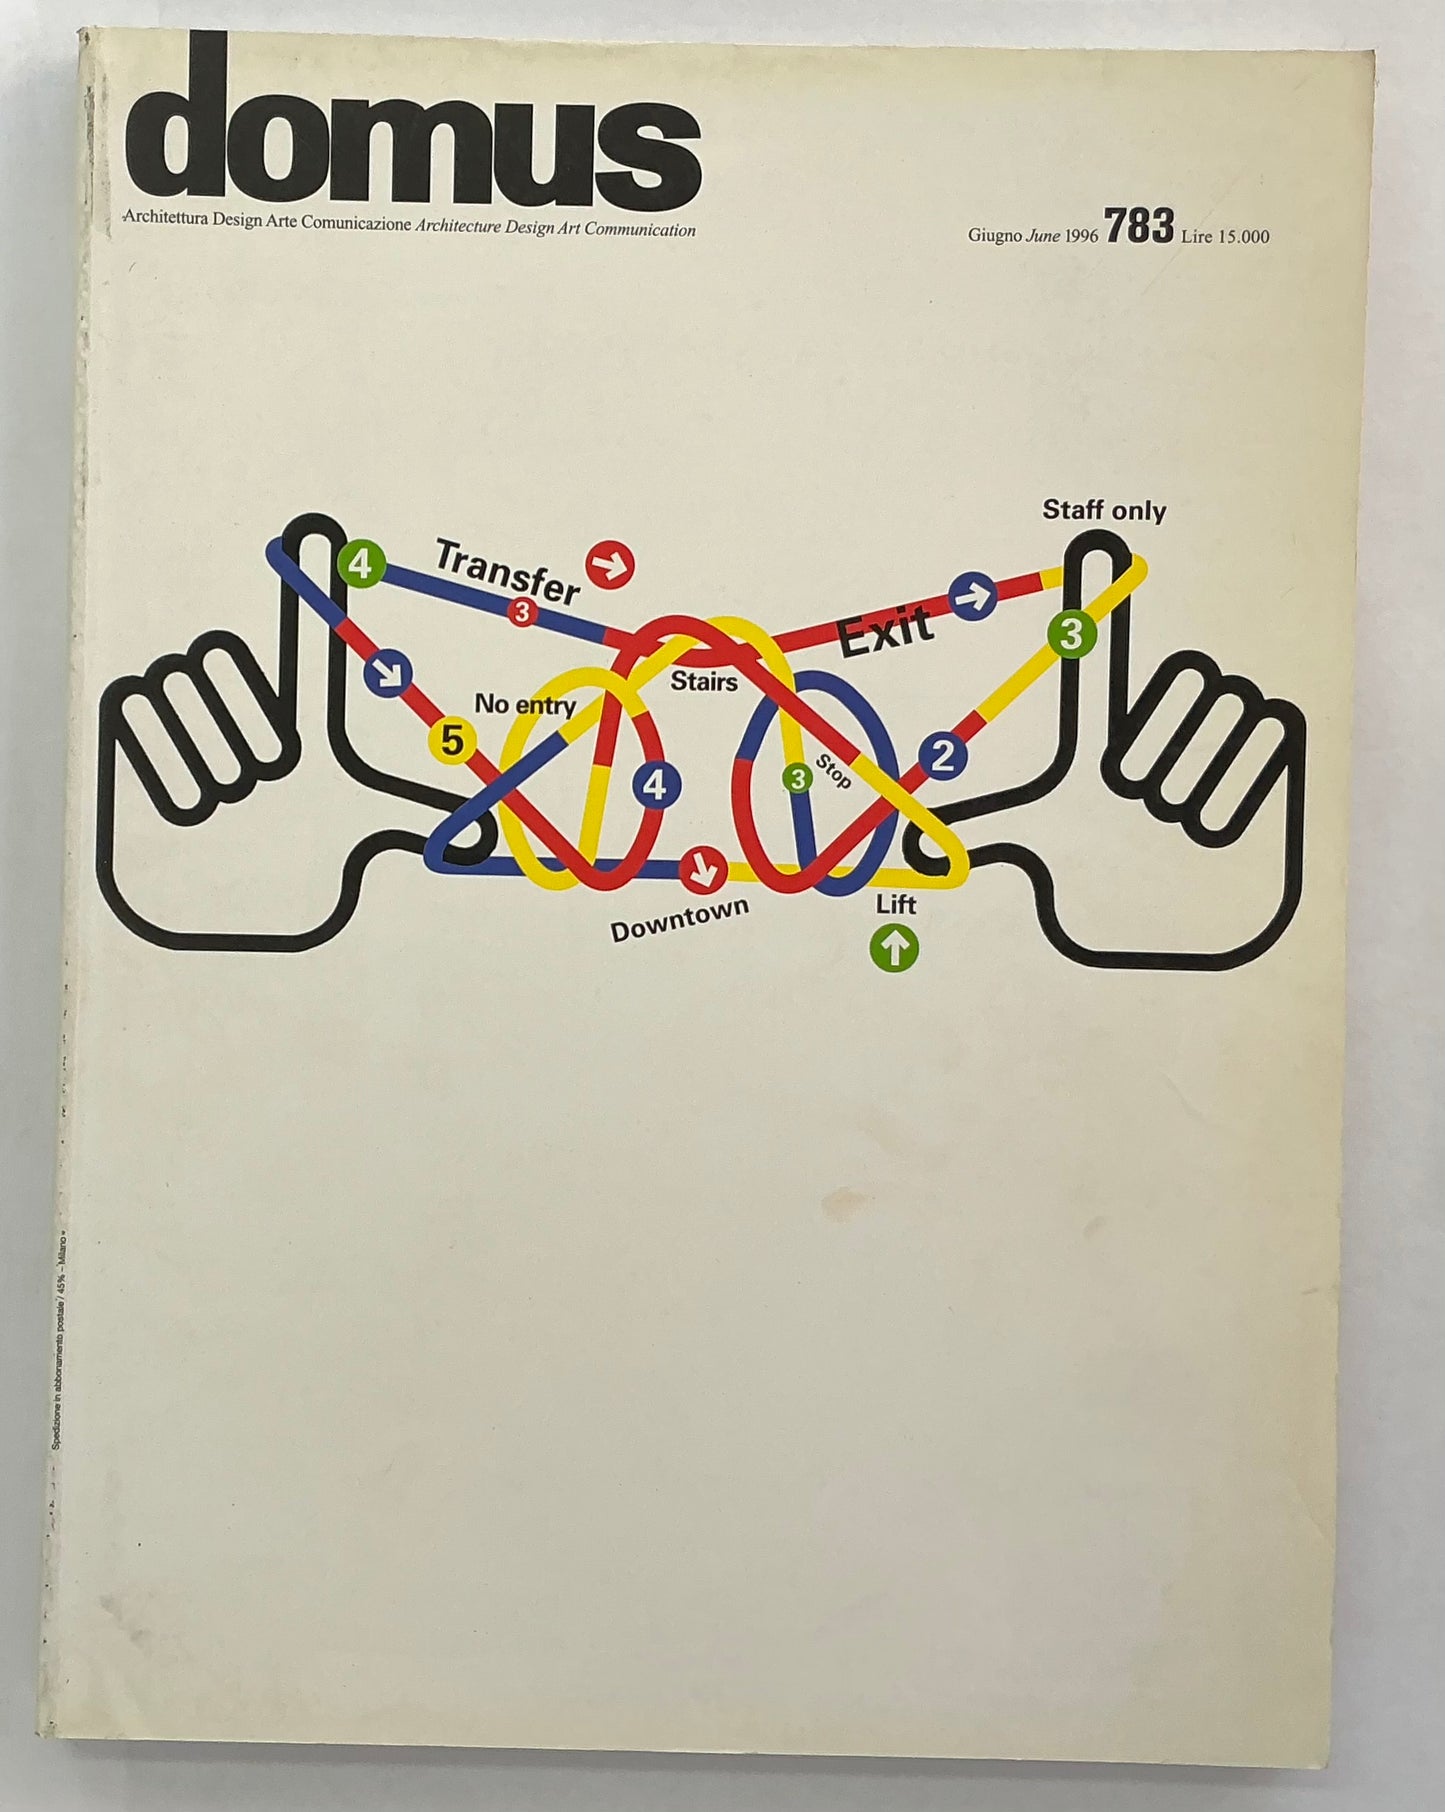 domus
Architettura Design Arte Comunicazione Architecture Design Art Communication
Giugno June 1996 783 Lire 15.000
Staff only
4
Transfer
3
Exit
3
Stairs
No entry
5
2
Stop
4
3
Downtown
Lift
Spedizione in abbonamento postale / 45% – Milano